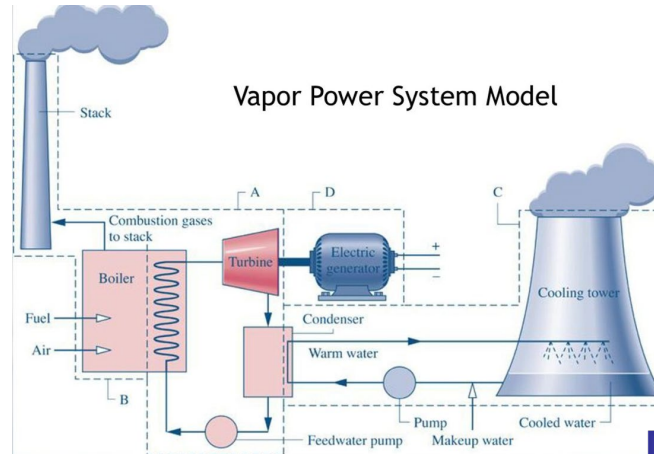 Vapor Power System Model
Stack
A
D
C
Combustion gases
to stack
Turbine
Electric
generator
+
−
Boiler
Cooling tower
Fuel
Condenser
Air
Warm water
B
Pump
Cooled water
Feedwater pump
Makeup water